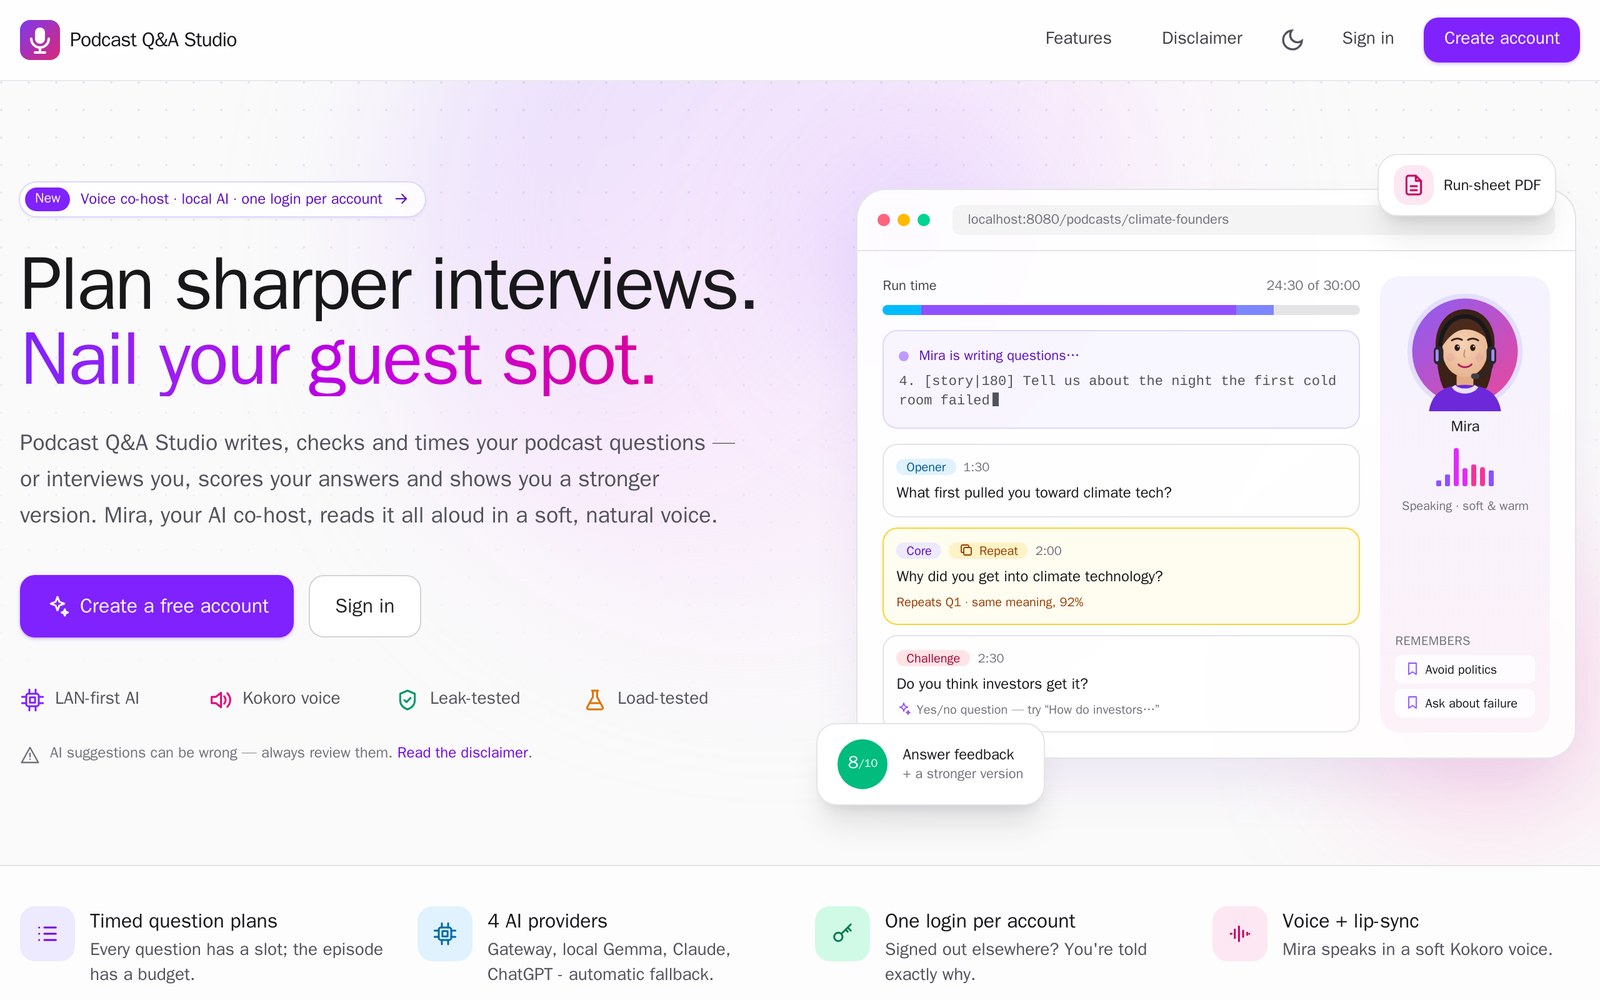 Podcast Q&A Studio
Features
Disclaimer
Sign in
Create account
New
Voice co-host · local AI · one login per account →
Plan sharper interviews.
Nail your guest spot.
Podcast Q&A Studio writes, checks and times your podcast questions —
or interviews you, scores your answers and shows you a stronger
version. Mira, your AI co-host, reads it all aloud in a soft, natural voice.
Create a free account
Sign in
LAN-first AI
Kokoro voice
Leak-tested
Load-tested
AI suggestions can be wrong — always review them. Read the disclaimer.
Run-sheet PDF
localhost:8080/podcasts/climate-founders
Run time
24:30 of 30:00
Mira is writing questions···
4. [story|180] Tell us about the night the first cold
room failed
Opener
1:30
What first pulled you toward climate tech?
Core
Repeat
2:00
Why did you get into climate technology?
Repeats Q1 · same meaning, 92%
Challenge
2:30
Do you think investors get it?
Yes/no question — try “How do investors···”
Mira
Speaking · soft & warm
REMEMBERS
Avoid politics
Ask about failure
8/10
Answer feedback
+ a stronger version
Timed question plans
Every question has a slot; the episode
has a budget.
4 AI providers
Gateway, local Gemma, Claude,
ChatGPT - automatic fallback.
One login per account
Signed out elsewhere? You're told
exactly why.
Voice + lip-sync
Mira speaks in a soft Kokoro voice.